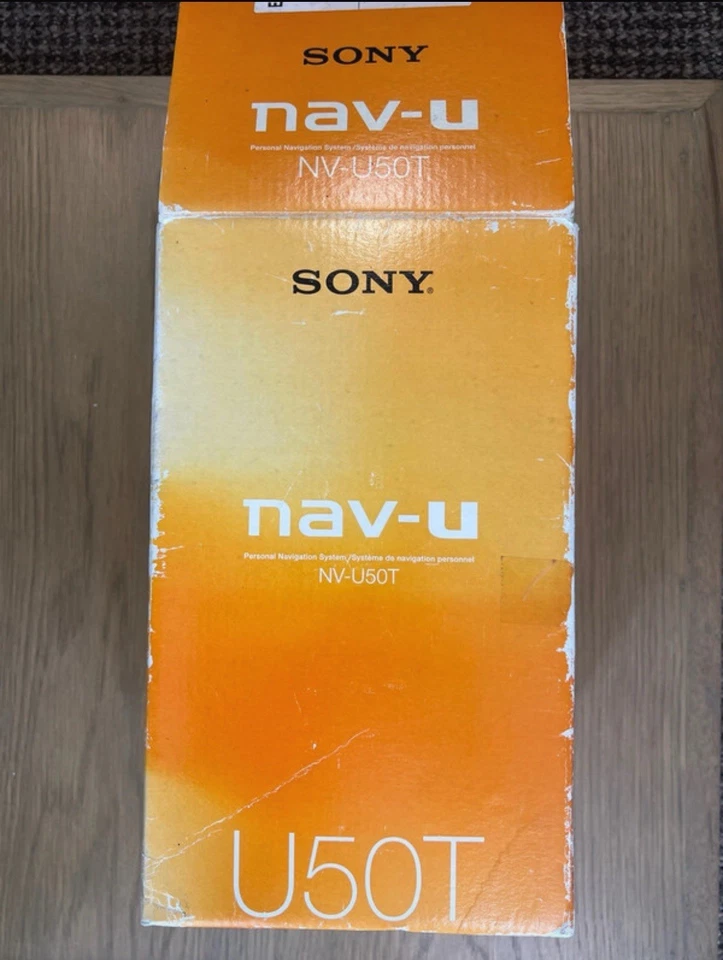 SONY
nav-u
Personal Navigation System /Système de navigation personnel
NV-U50T
SONY®
nav-u
Personal Navigation System/Système de navigation personnel
NV-U50T
U50T